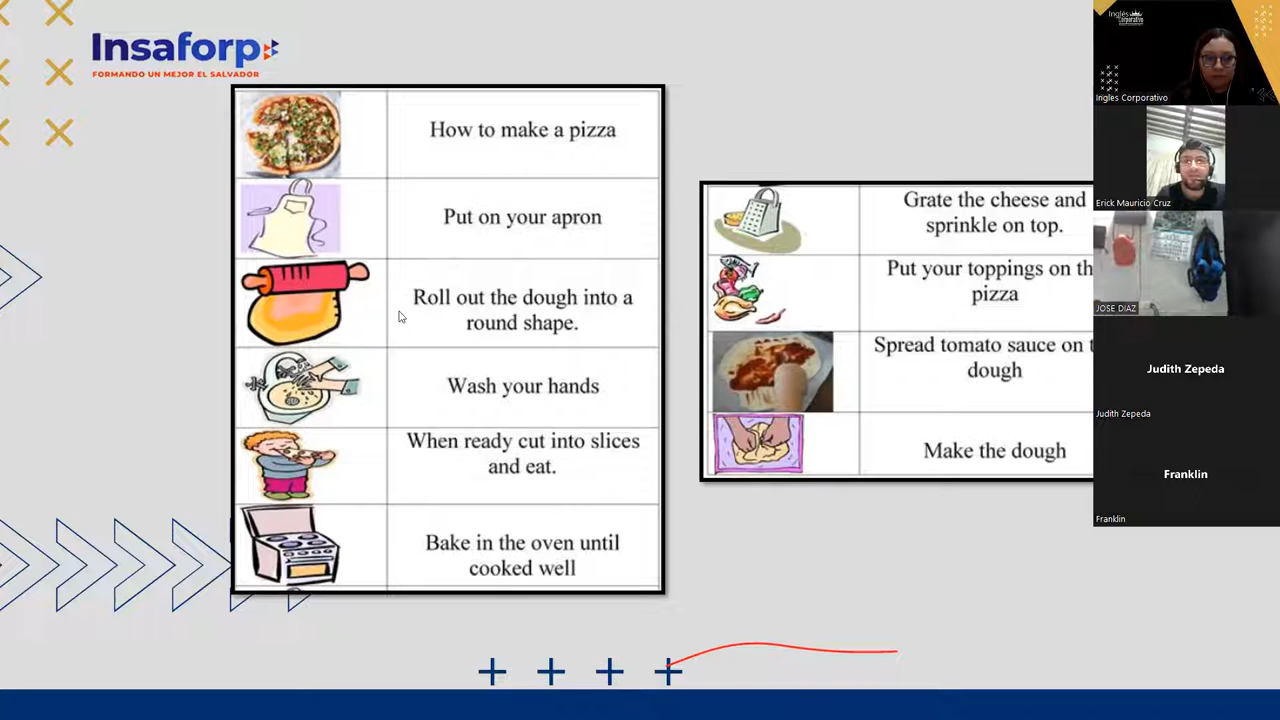 Insaforp
FORMANDO UN MEJOR EL SALVADOR
How to make a pizza
Put on your apron
Roll out the dough into a
round shape.
Wash your hands
When ready cut into slices
and eat.
Bake in the oven until
cooked well
Grate the cheese and
sprinkle on top.
Put your toppings on th
pizza
Spread tomato sauce on t
dough
Make the dough
Inglés
Corporativo
Ingles Corporativo
Erick Mauricio Cruz
JOSE DIAZ
Judith Zepeda
Judith Zepeda
Franklin
Franklin